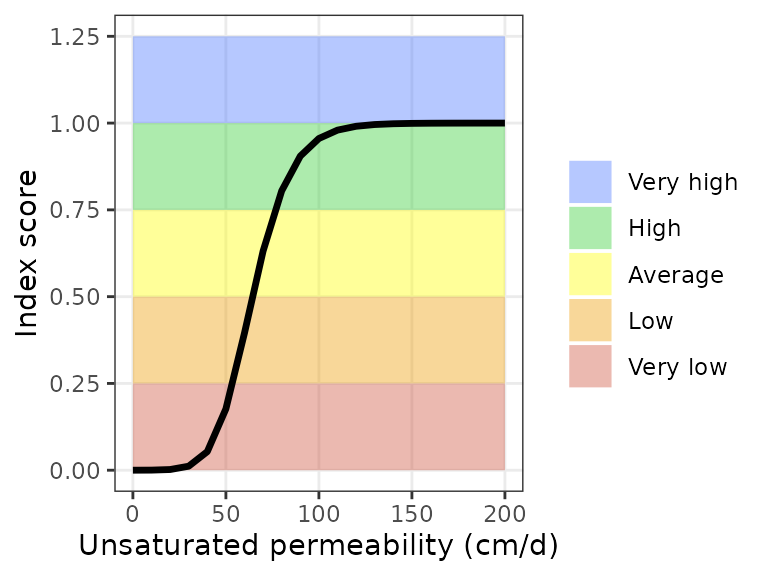 1.25
1.00
0.75
0.50
0.25
0.00
Index score
0 50 100 150 200
Unsaturated permeability (cm/d)
Very high
High
Average
Low
Very low